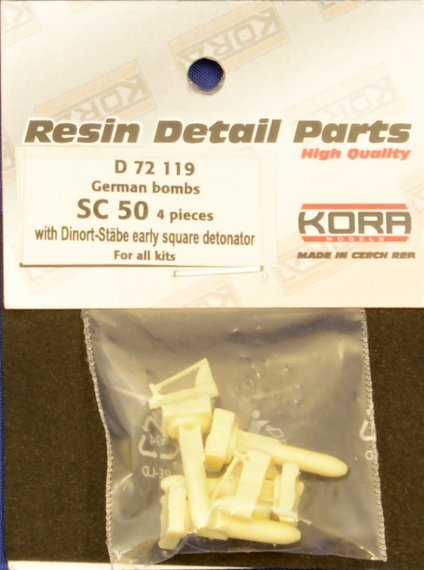 Resin Detail Parts
High Quality
D 72 119
German bombs
SC 50 4 pieces
with Dinort-Stäbe early square detonator
For all kits
KORA
MODELS
MADE IN CZECH REP.